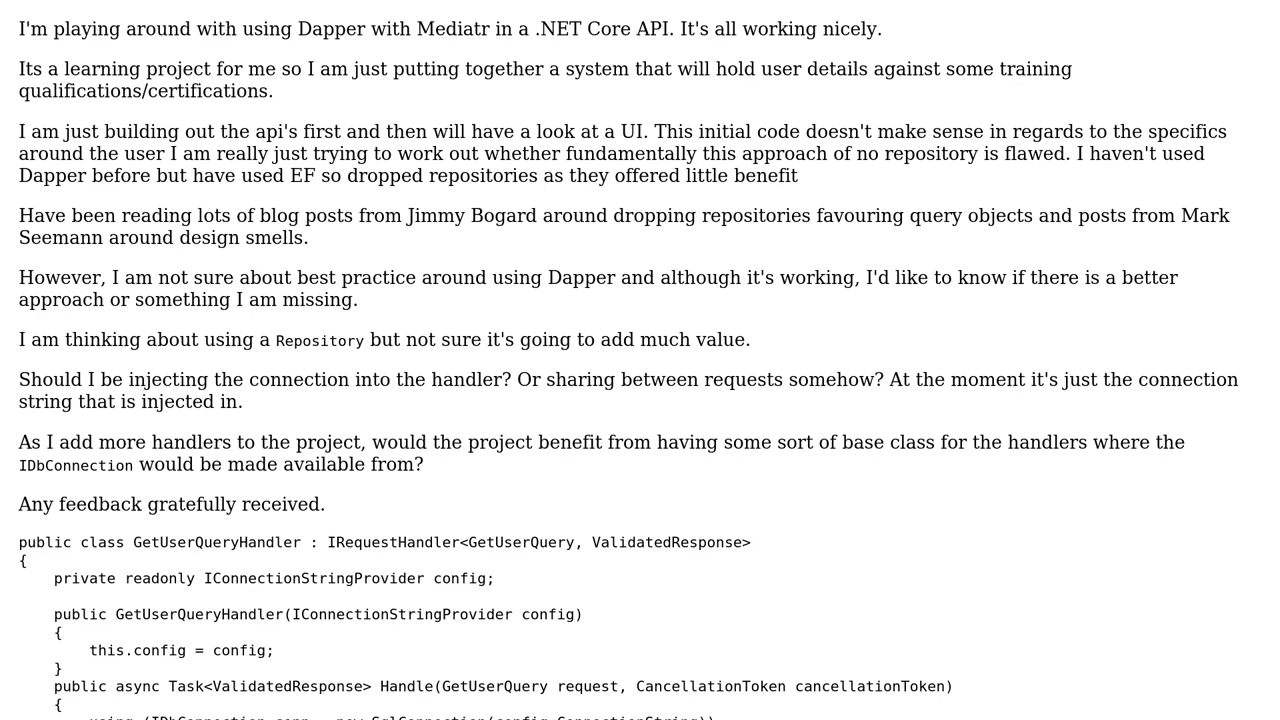 I'm playing around with using Dapper with Mediatr in a .NET Core API. It's all working nicely.
Its a learning project for me so I am just putting together a system that will hold user details against some training
qualifications/certifications.
I am just building out the api's first and then will have a look at a UI. This initial code doesn't make sense in regards to the specifics
around the user I am really just trying to work out whether fundamentally this approach of no repository is flawed. I haven't used
Dapper before but have used EF so dropped repositories as they offered little benefit
Have been reading lots of blog posts from Jimmy Bogard around dropping repositories favouring query objects and posts from Mark
Seemann around design smells.
However, I am not sure about best practice around using Dapper and although it's working, I'd like to know if there is a better
approach or something I am missing.
I am thinking about using a Repository but not sure it's going to add much value.
Should I be injecting the connection into the handler? Or sharing between requests somehow? At the moment it's just the connection
string that is injected in.
As I add more handlers to the project, would the project benefit from having some sort of base class for the handlers where the
IDbConnection would be made available from?
Any feedback gratefully received.
public class GetUserQueryHandler : IRequestHandler<GetUserQuery, ValidatedResponse>
{
    private readonly IConnectionStringProvider config;
    public GetUserQueryHandler(IConnectionStringProvider config)
    {
        this.config = config;
    }
    public async Task<ValidatedResponse> Handle(GetUserQuery request, CancellationToken cancellationToken)
    {
        using (IDbConnection conn = new SqlConnection(config.ConnectionString))